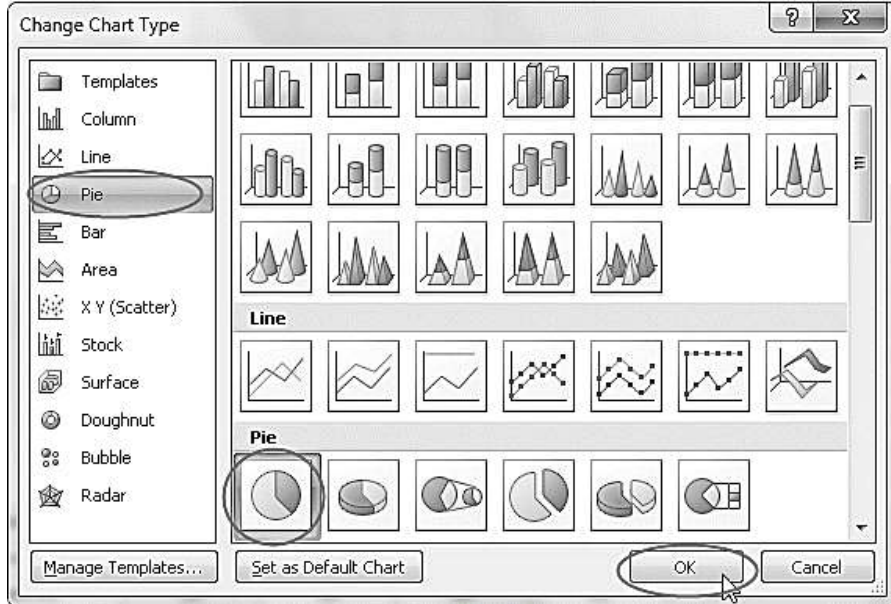 Change Chart Type
Templates
Column
Line
Pie
Bar
Area
X Y (Scatter)
Stock
Surface
Doughnut
Bubble
Radar
Line
Pie
Manage Templates...
Set as Default Chart
OK
Cancel